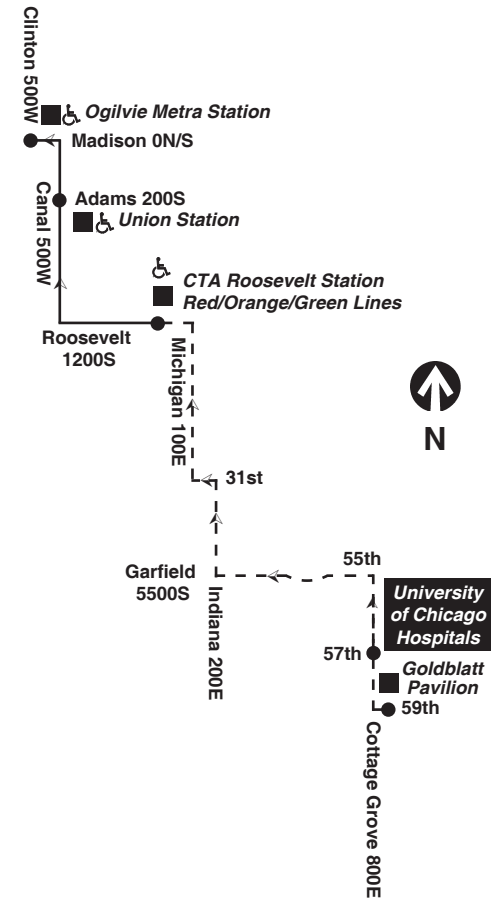 Clinton 500W
Ogilvie Metra Station
Madison 0N/S
Canal 500W
Adams 200S
Union Station
CTA Roosevelt Station
Red/Orange/Green Lines
Roosevelt
1200S
Michigan 100E
N
31st
Garfield
5500S
Indiana 200E
55th
University
of Chicago
Hospitals
57th
Goldblatt
Pavilion
59th
Cottage Grove 800E